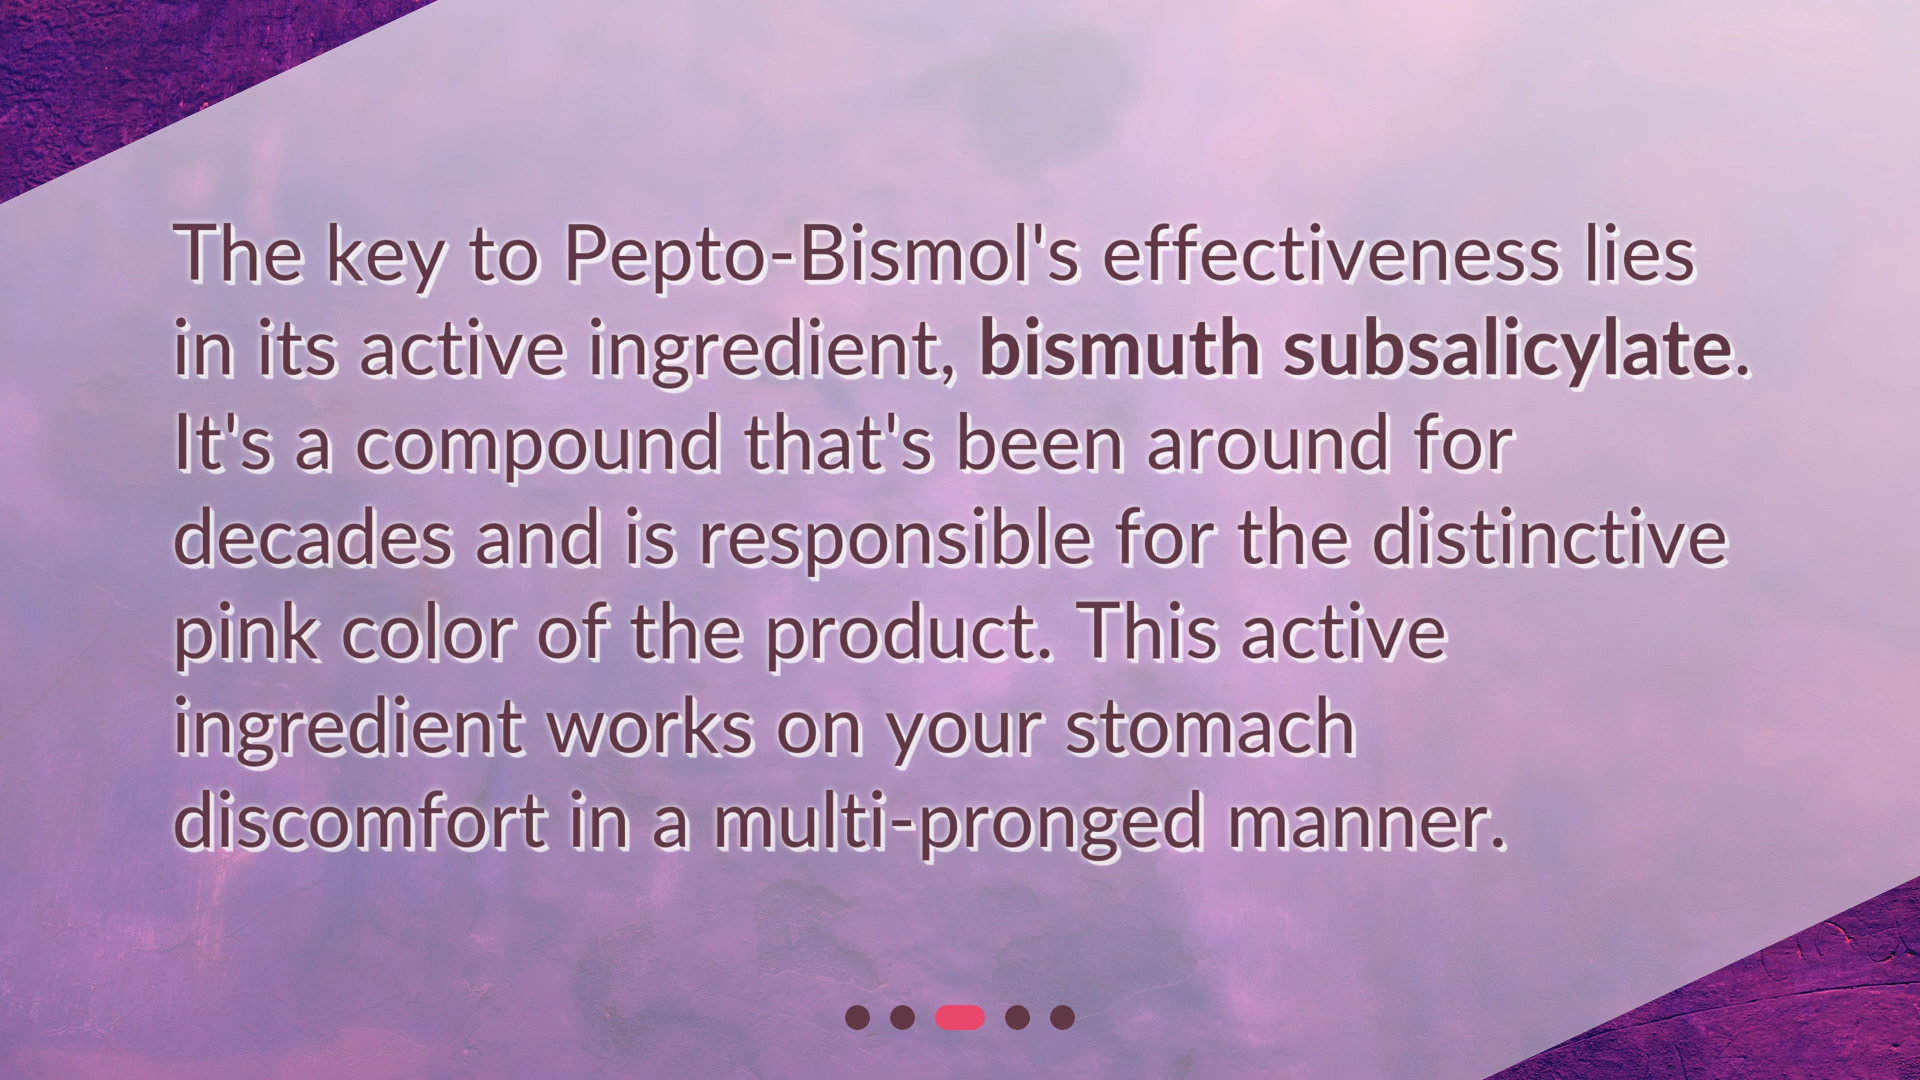 The key to Pepto-Bismol's effectiveness lies
in its active ingredient, bismuth subsalicylate.
It's a compound that's been around for
decades and is responsible for the distinctive
pink color of the product. This active
ingredient works on your stomach
discomfort in a multi-pronged manner.